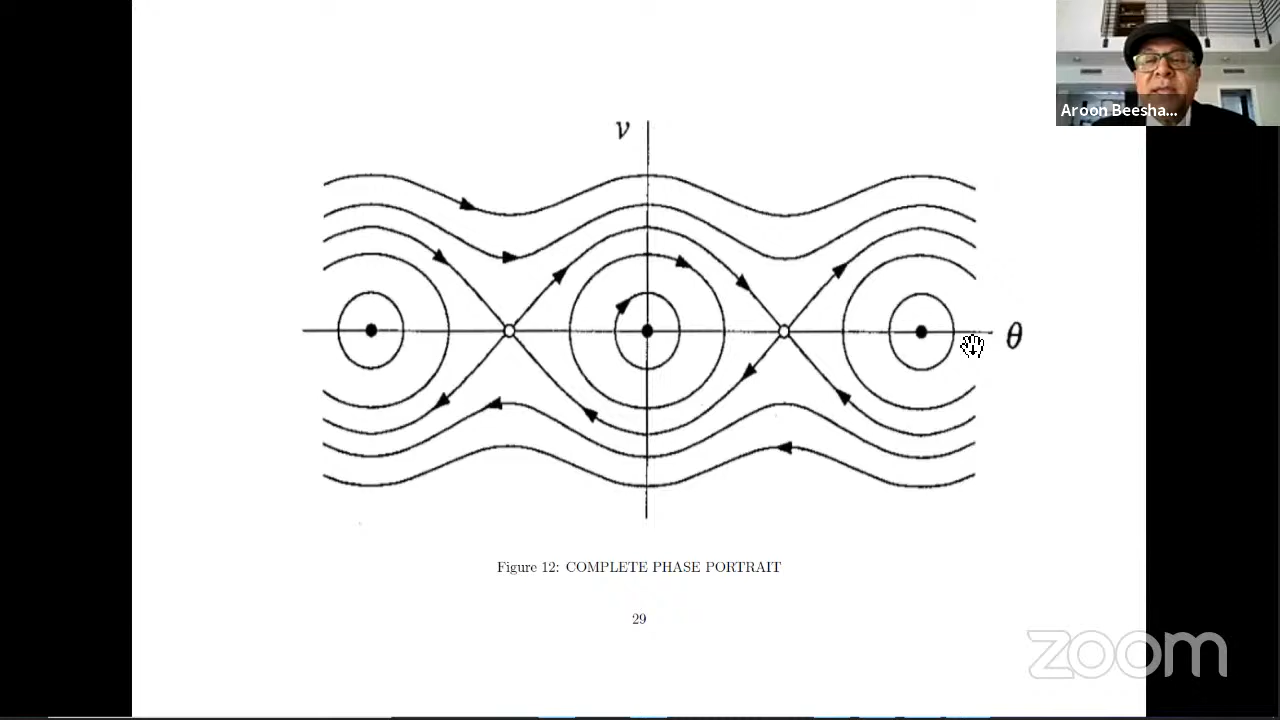 Aroon Beesha...
ν
θ
Figure 12: COMPLETE PHASE PORTRAIT
29
zoom